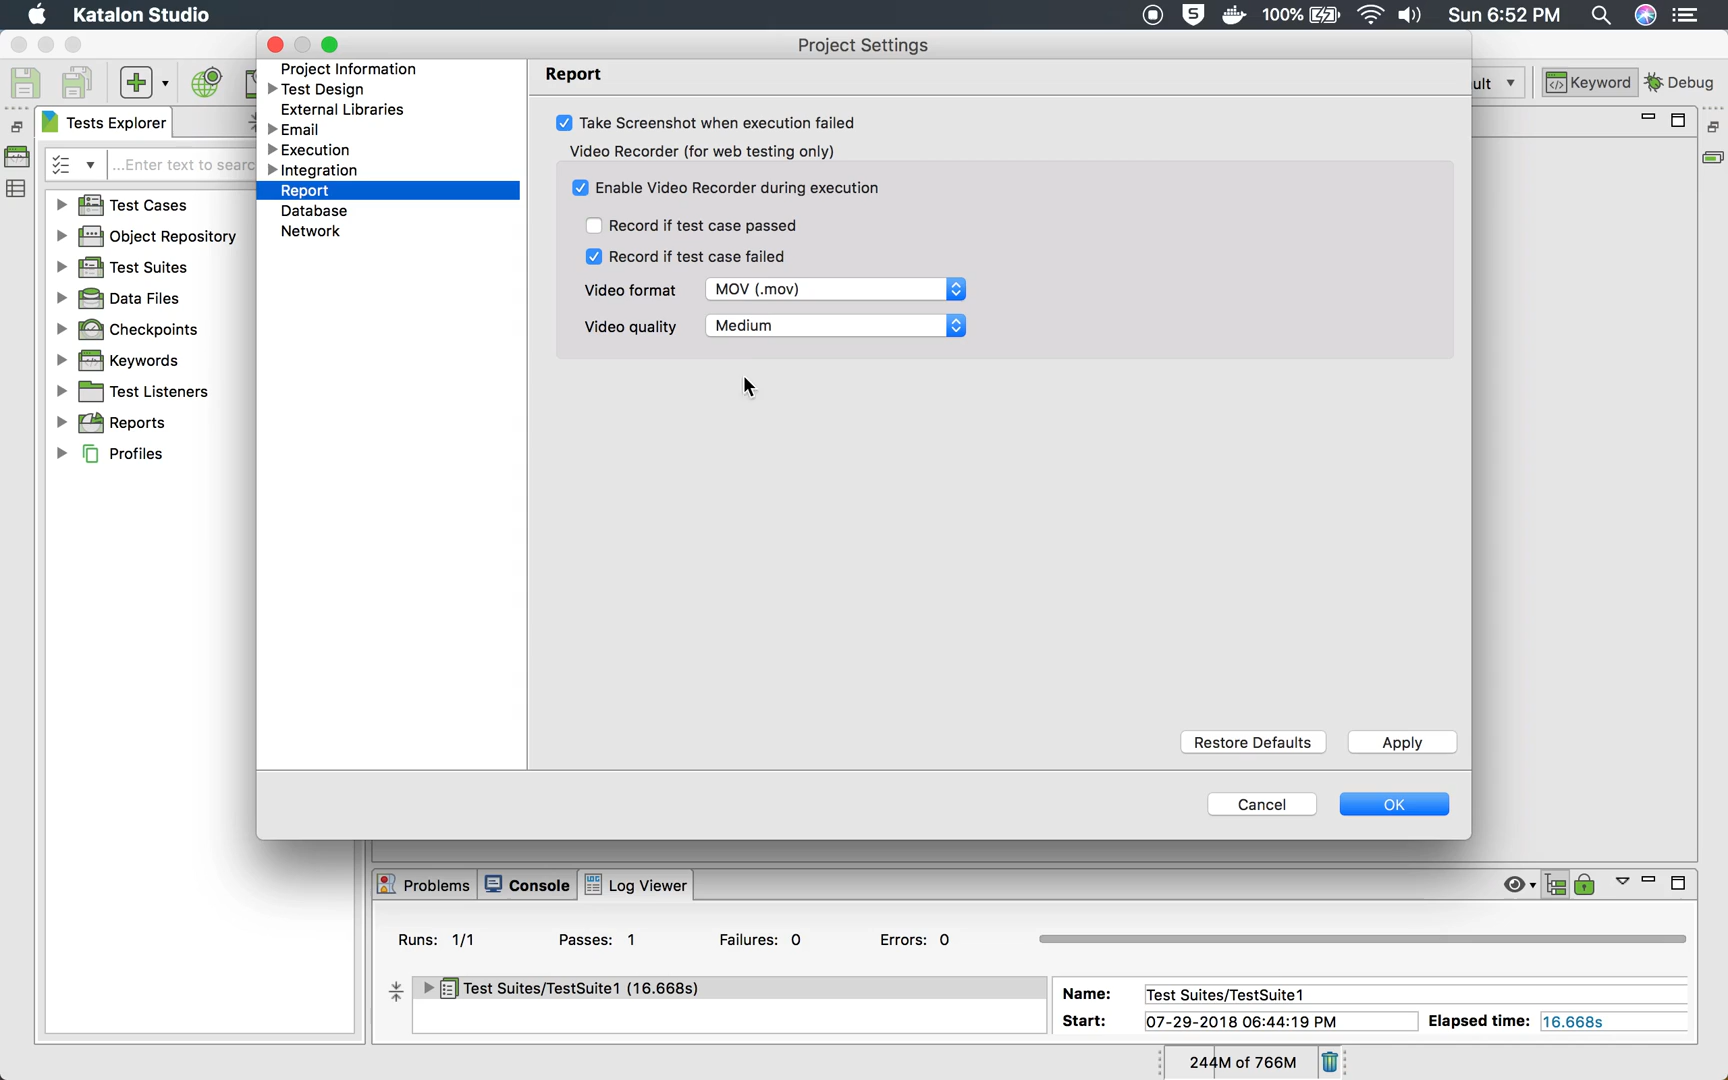 Katalon Studio
100%
Sun 6:52 PM
Project Settings
Project Information
Test Design
External Libraries
Email
Execution
Integration
Report
Database
Network
Report
Take Screenshot when execution failed
Video Recorder (for web testing only)
Enable Video Recorder during execution
Record if test case passed
Record if test case failed
Video format
MOV (.mov)
Video quality
Medium
Restore Defaults
Apply
Cancel
OK
ult
Keyword
Debug
Tests Explorer
...Enter text to searc
Test Cases
Object Repository
Test Suites
Data Files
Checkpoints
Keywords
Test Listeners
Reports
Profiles
Problems
Console
Log Viewer
Runs: 1/1
Passes: 1
Failures: 0
Errors: 0
Test Suites/TestSuite1 (16.668s)
Name: Test Suites/TestSuite1
Start: 07-29-2018 06:44:19 PM
Elapsed time: 16.668s
244M of 766M